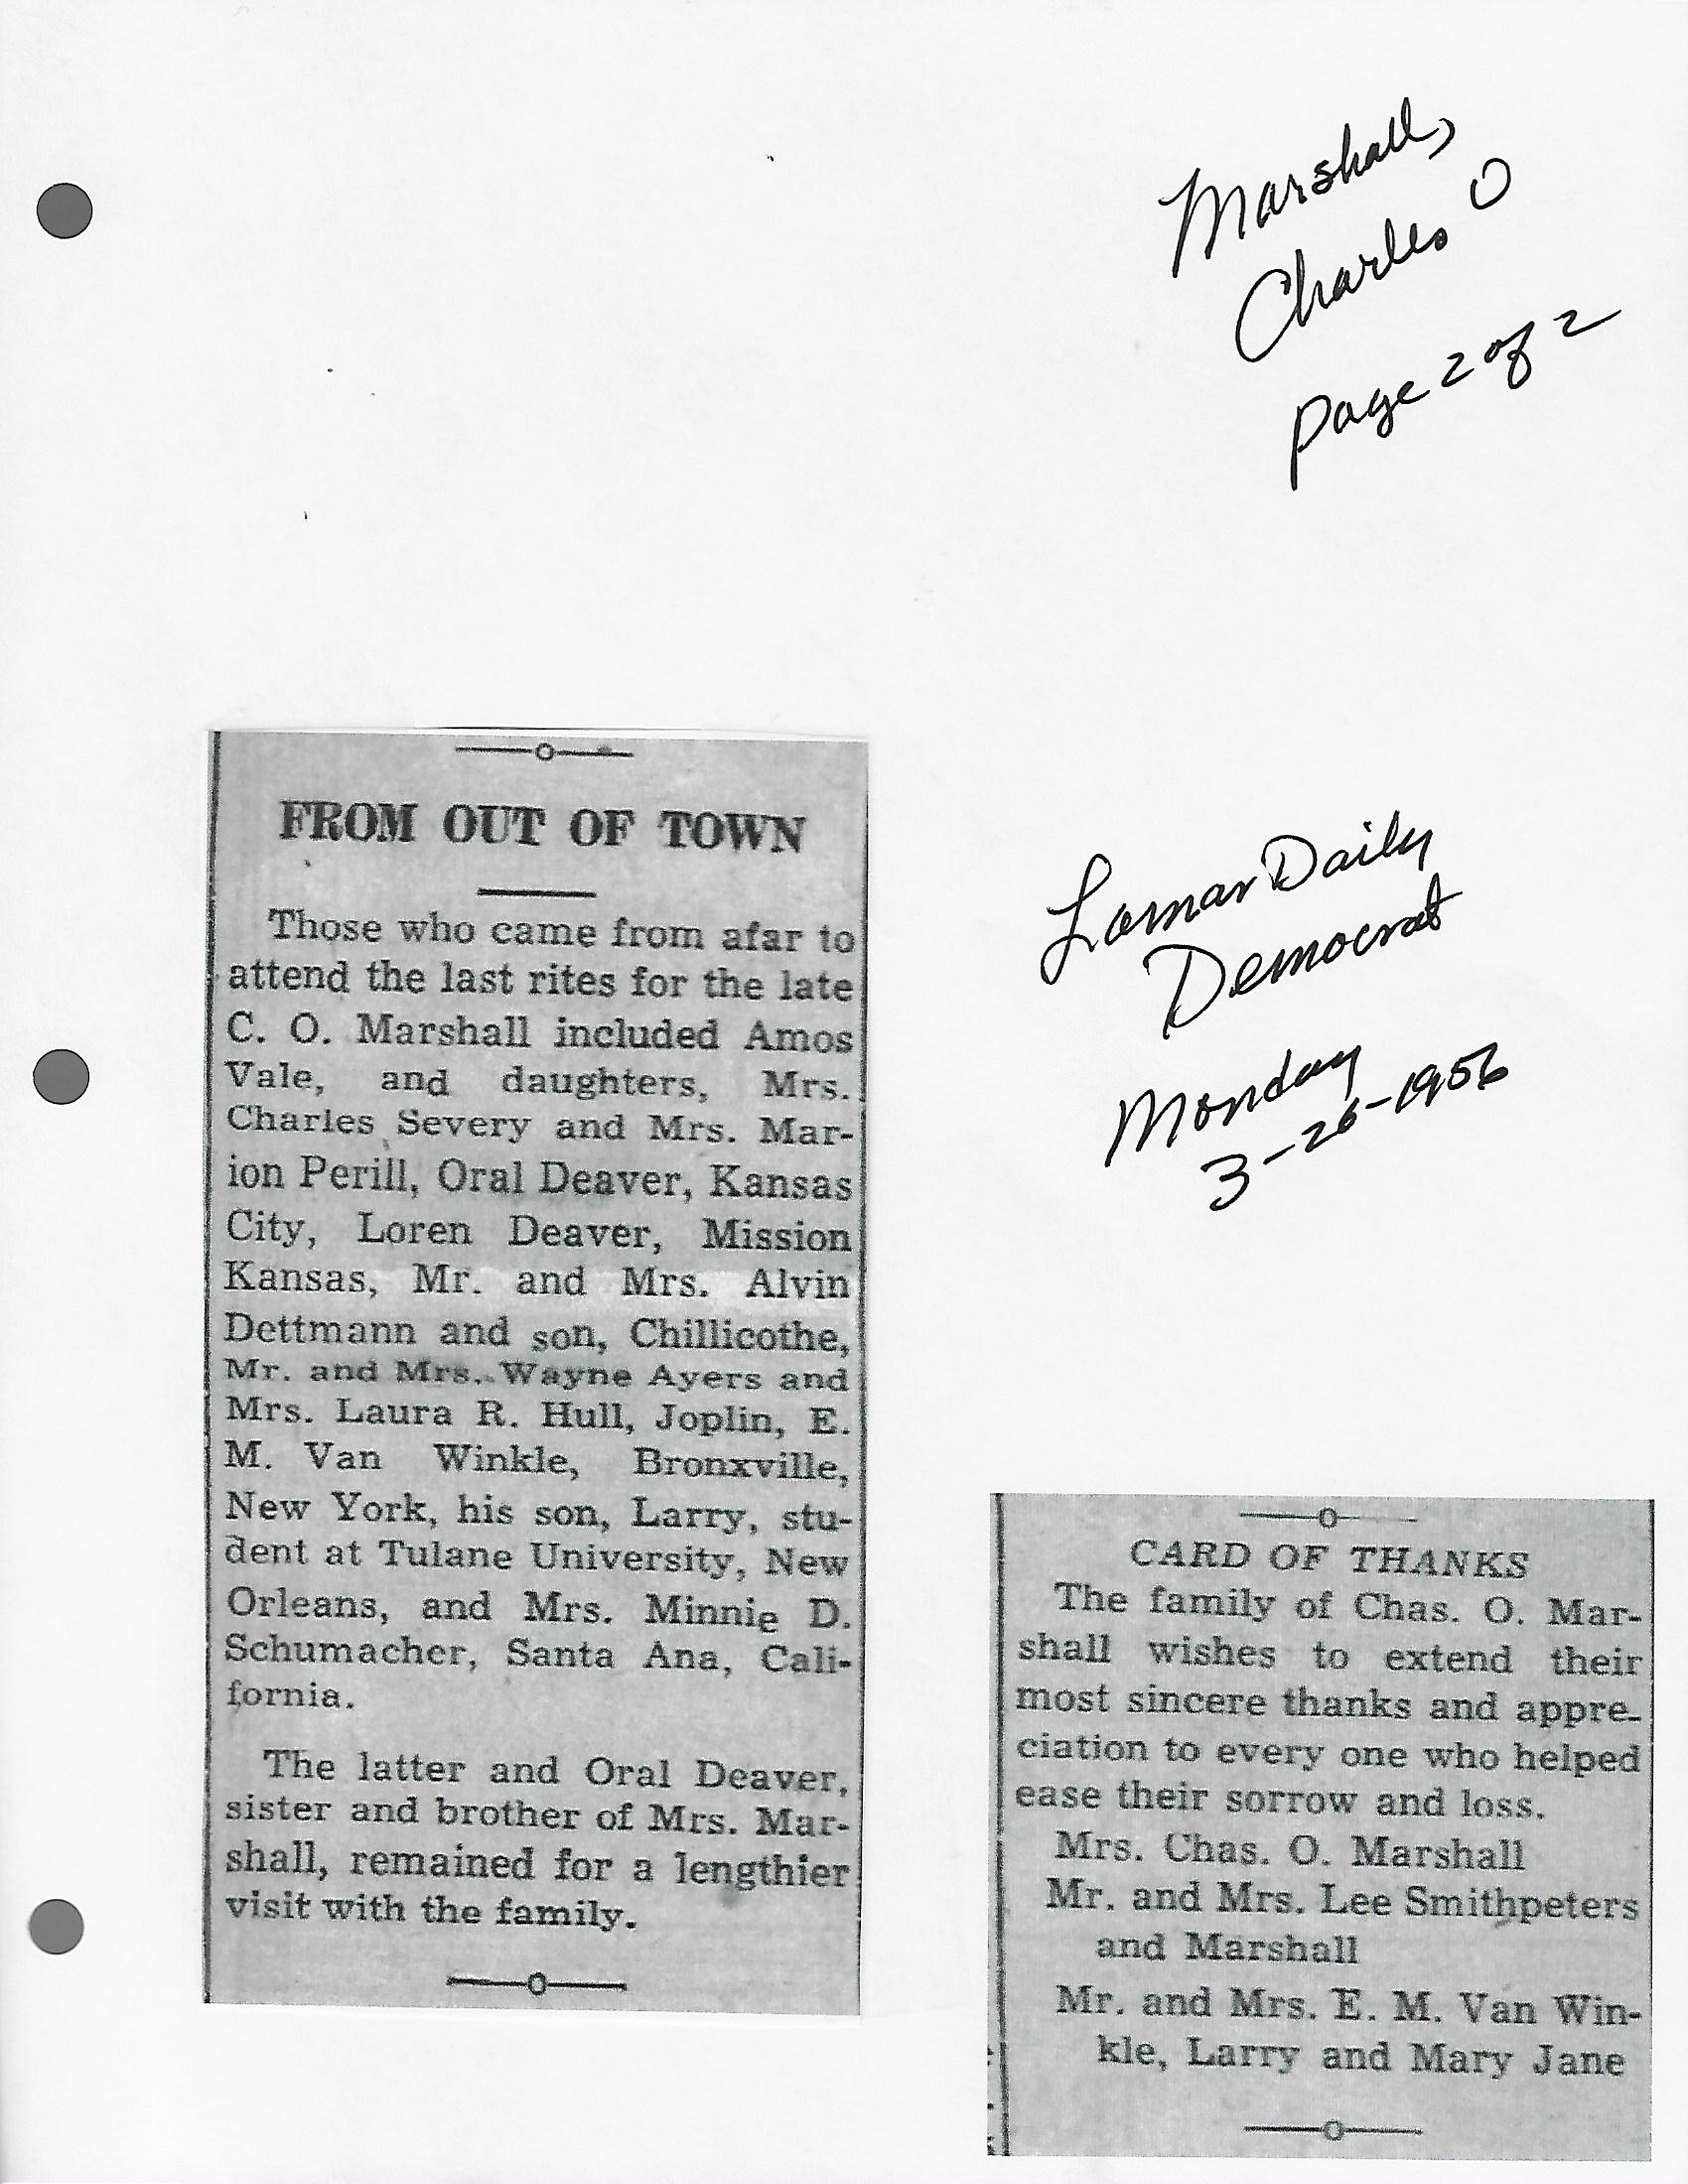 Marshall,
Charles O
page 2 of 2
FROM OUT OF TOWN
Those who came from afar to
attend the last rites for the late
C. O. Marshall included Amos
Vale, and daughters, Mrs.
Charles Severy and Mrs. Mar-
ion Perill, Oral Deaver, Kansas
City, Loren Deaver, Mission
Kansas, Mr. and Mrs. Alvin
Dettmann and son, Chillicothe,
Mr. and Mrs. Wayne Ayers and
Mrs. Laura R. Hull, Joplin, E.
M. Van Winkle, Bronxville,
New York, his son, Larry, stu-
dent at Tulane University, New
Orleans, and Mrs. Minnie D.
Schumacher, Santa Ana, Cali-
fornia.
The latter and Oral Deaver,
sister and brother of Mrs. Mar-
shall, remained for a lengthier
visit with the family.
Lamar Daily
Democrat
Monday
3-26-1956
CARD OF THANKS
The family of Chas. O. Mar-
shall wishes to extend their
most sincere thanks and appre-
ciation to every one who helped
ease their sorrow and loss.
Mrs. Chas. O. Marshall
Mr. and Mrs. Lee Smithpeters
and Marshall
Mr. and Mrs. E. M. Van Win-
kle, Larry and Mary Jane